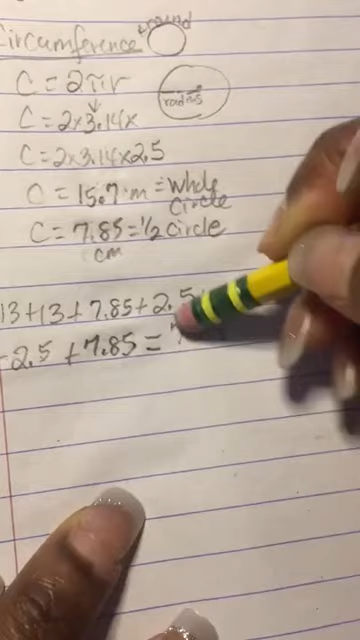 Circumference round
C = 2πr
radius
C = 2 x 3.14 x
C = 2 x 3.14 x 2.5
C = 15.7 cm = whole
circle
C = 7.85 = 1/2 circle
cm
13 + 13 + 7.85 + 2.5
2.5 + 7.85 =